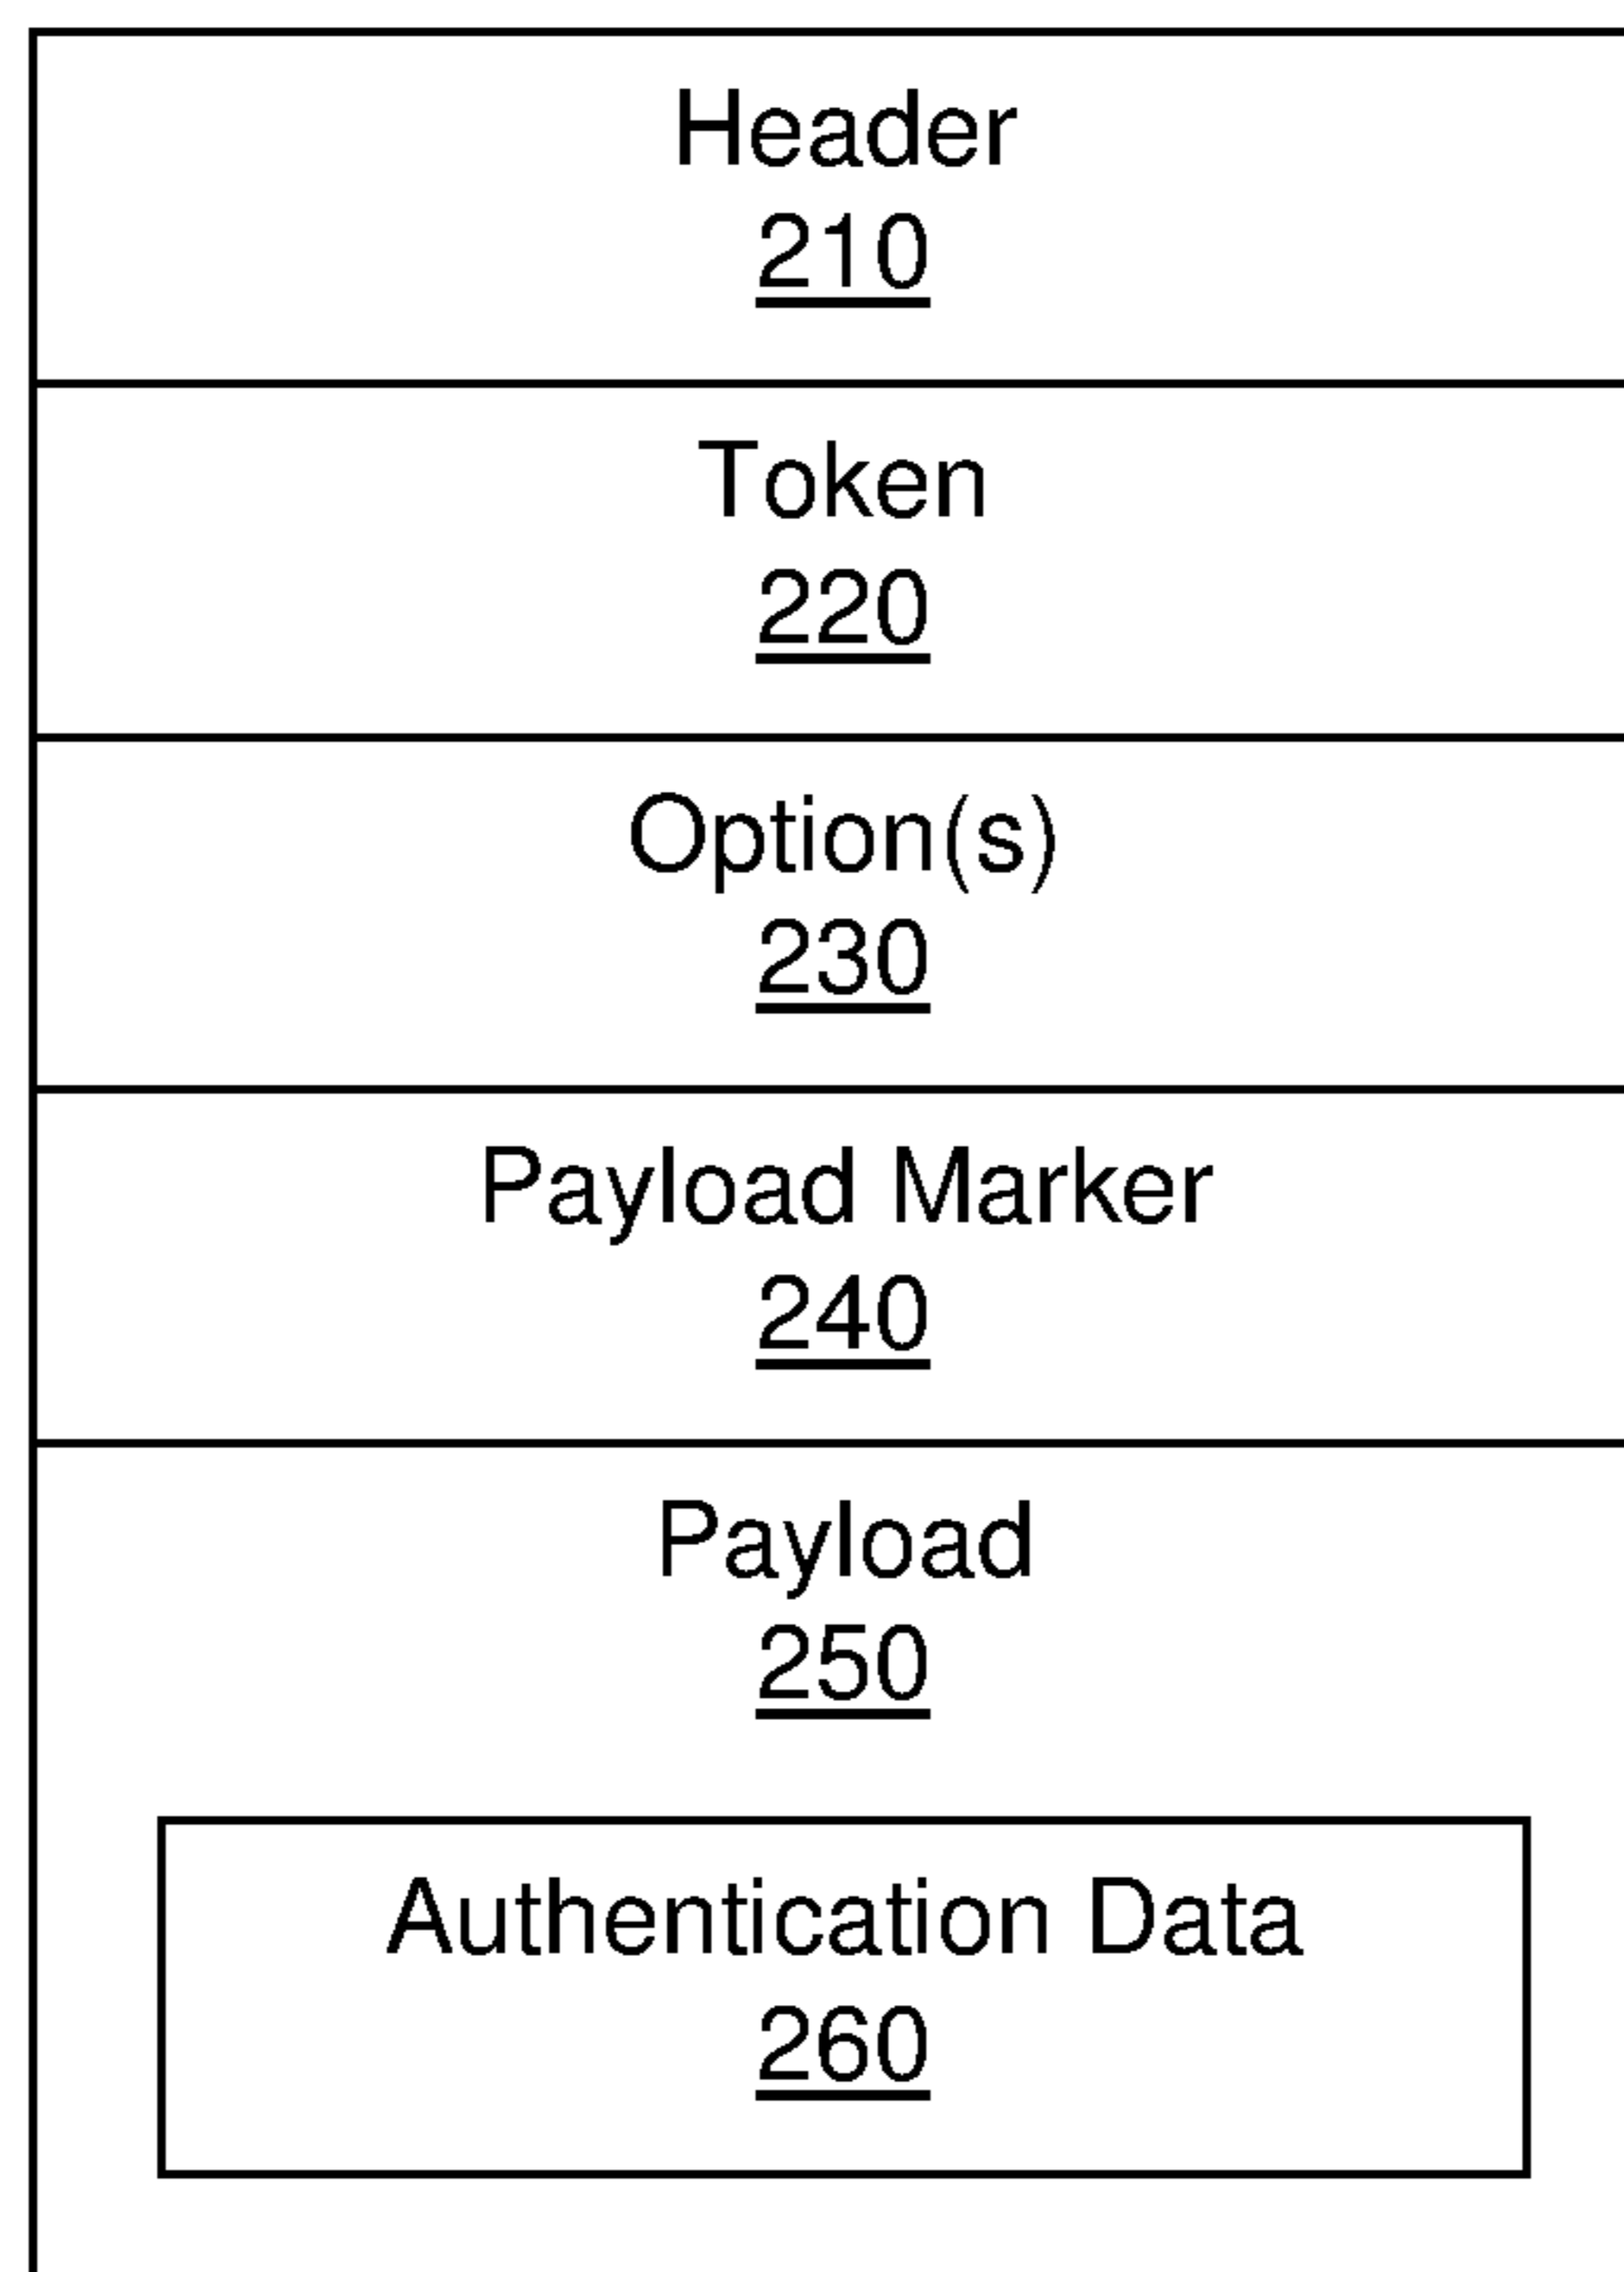 Header
210
Token
220
Option(s)
230
Payload Marker
240
Payload
250
Authentication Data
260